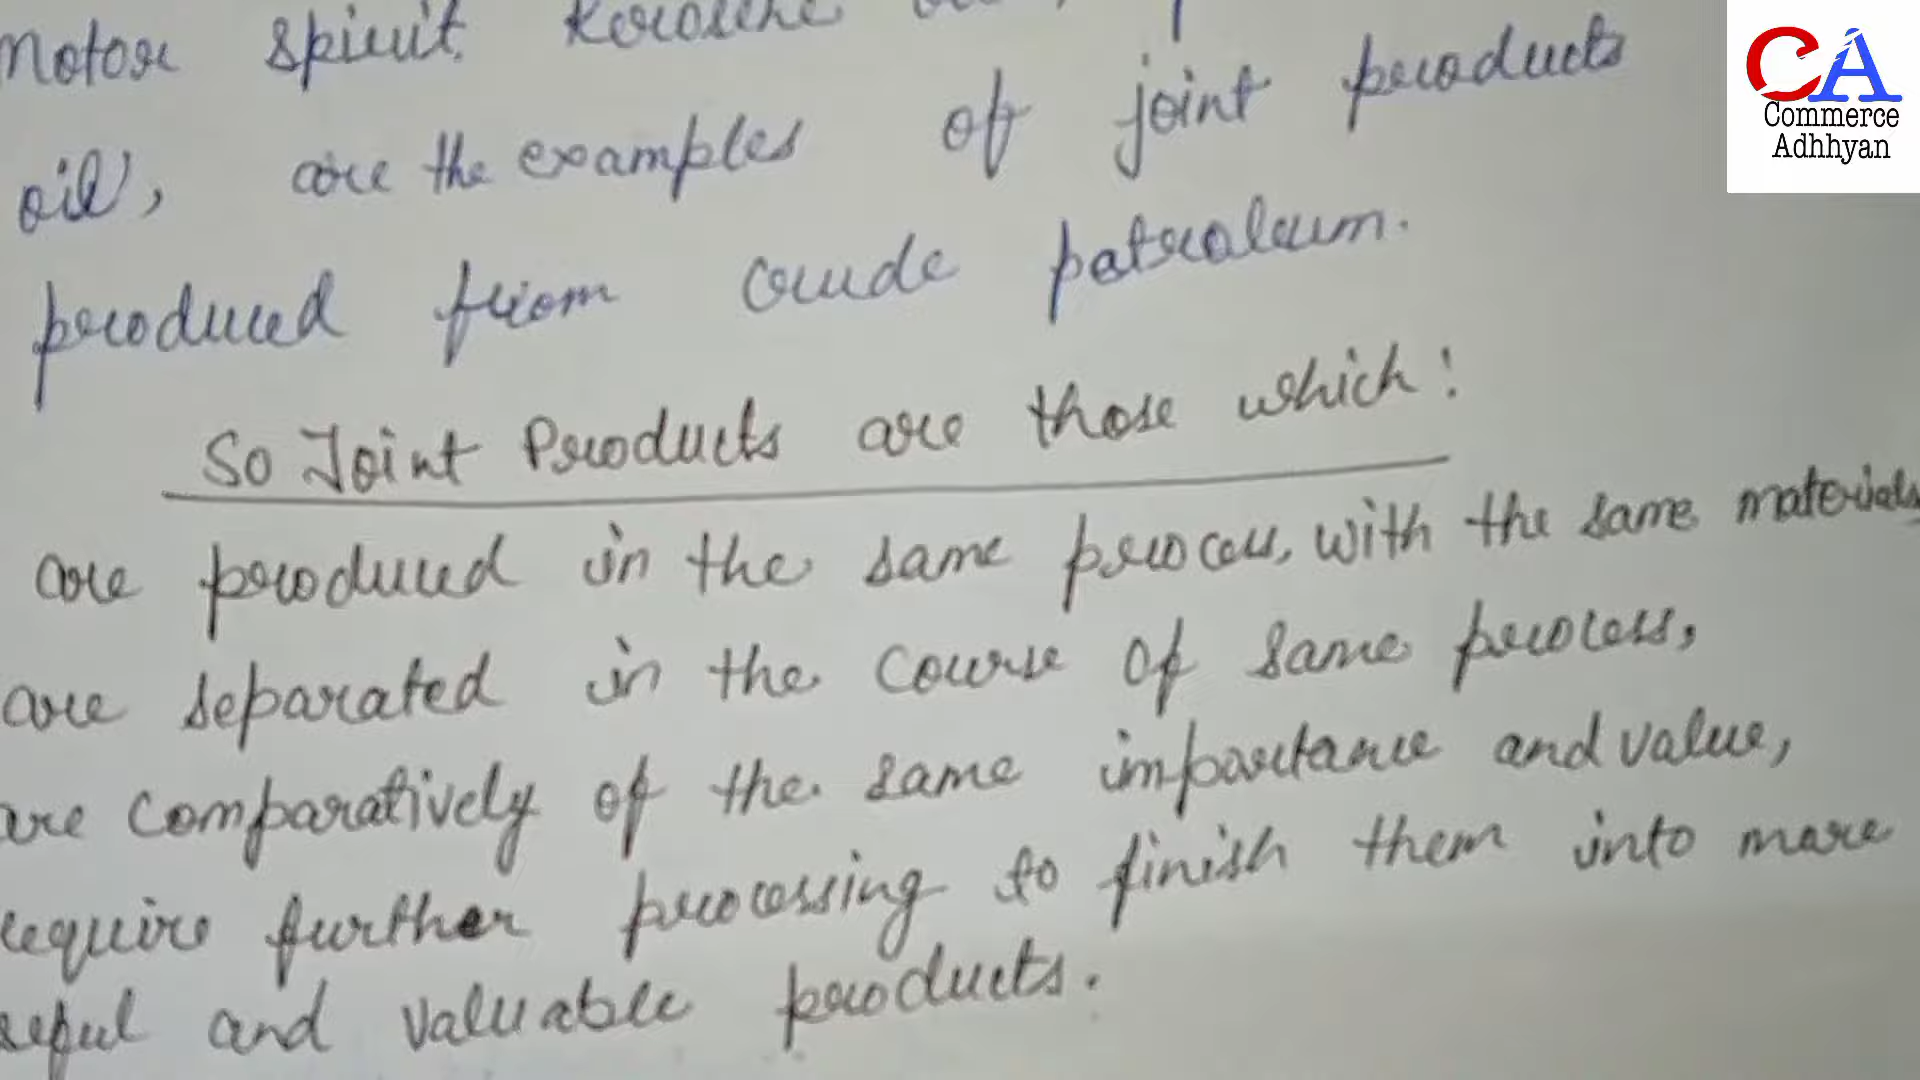 Motor spirit, Kerosene
oil, are the examples of joint products
produced from crude patroleum.
So Joint Products are those which:
are produced in the same process, with the same materials
are separated in the course of same process,
are comparatively of the same importance and value,
require further processing to finish them into more
useful and valuable products.
CA
Commerce
Adhhyan